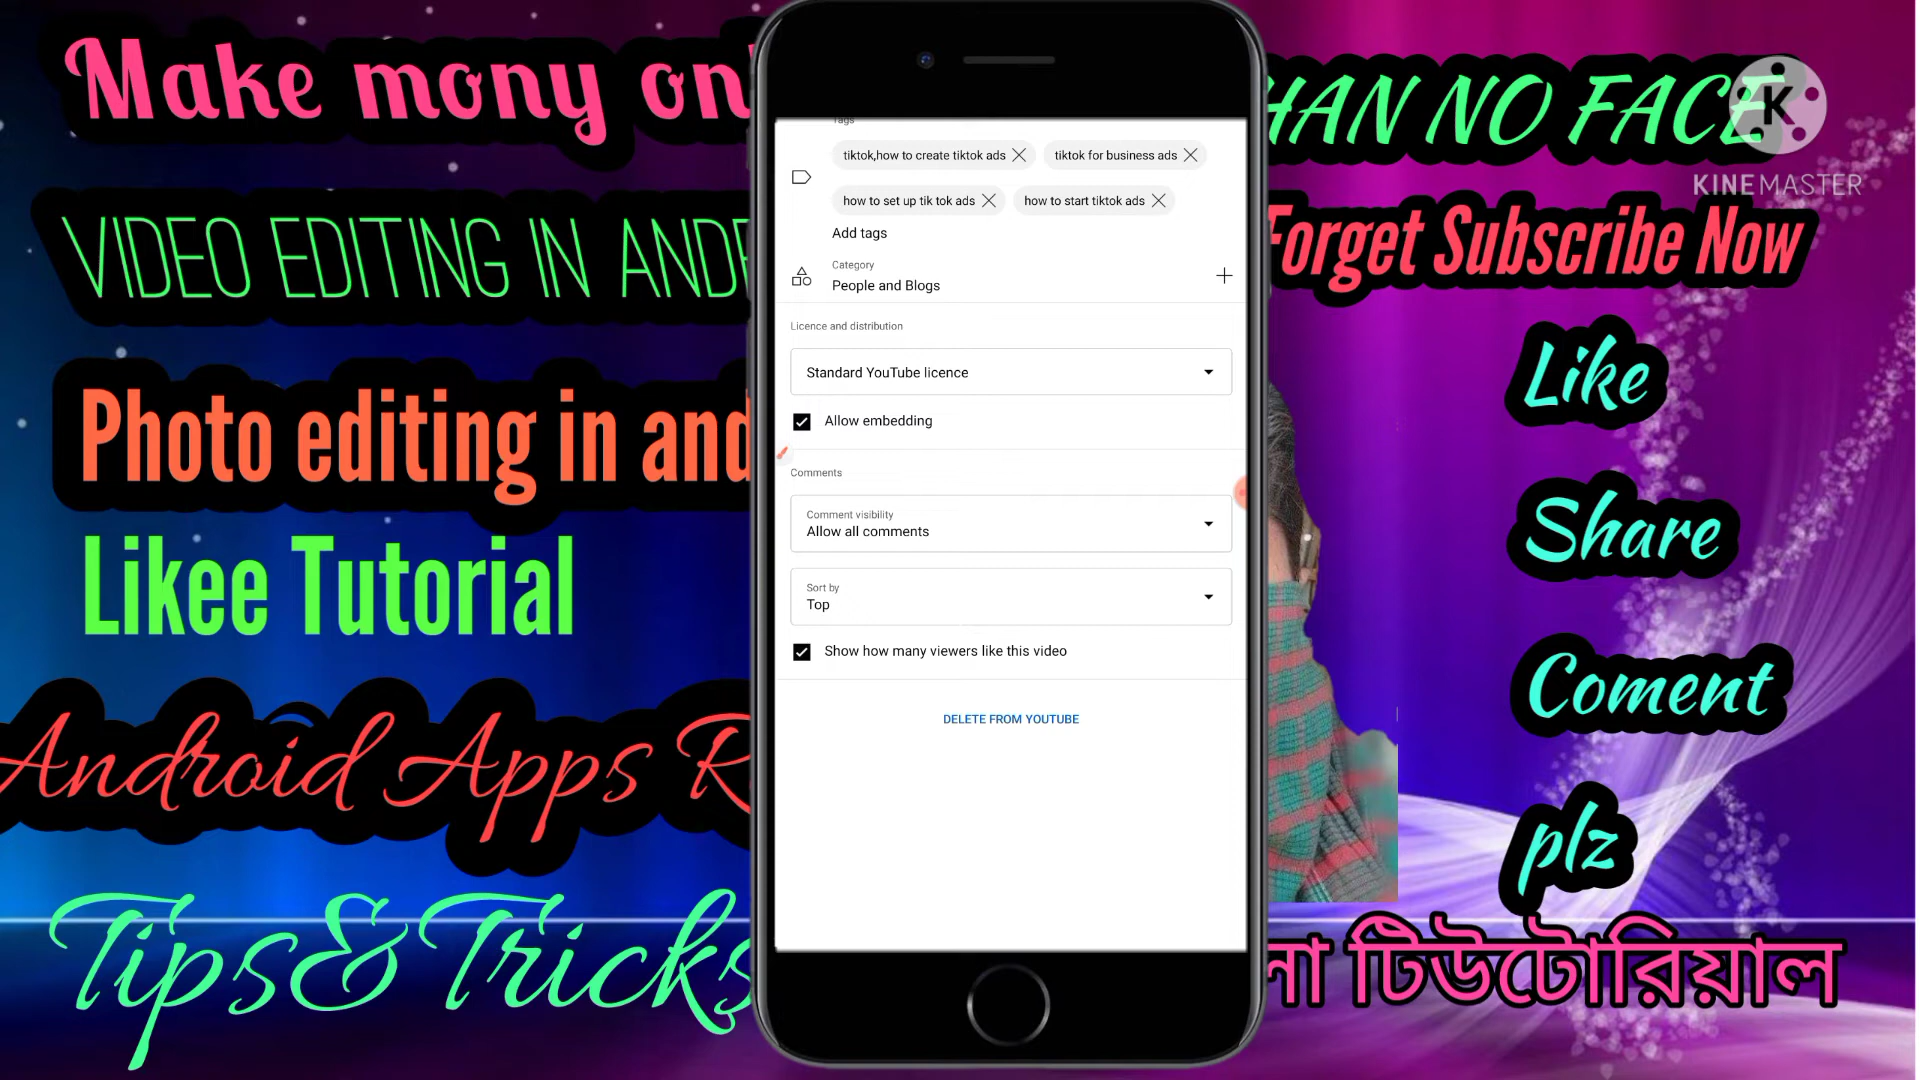 Make mony on
HAN NO FACE
K
KINEMASTER
VIDEO EDITING IN AND
Forget Subscribe Now
Photo editing in and
Like
Likee Tutorial
Share
Android Apps R
Coment
plz
Tips&Tricks
লা টিউটোরিয়াল
Tags
tiktok,how to create tiktok ads
tiktok for business ads
how to set up tik tok ads
how to start tiktok ads
Add tags
Category
People and Blogs
Licence and distribution
Standard YouTube licence
Allow embedding
Comments
Comment visibility
Allow all comments
Sort by
Top
Show how many viewers like this video
DELETE FROM YOUTUBE